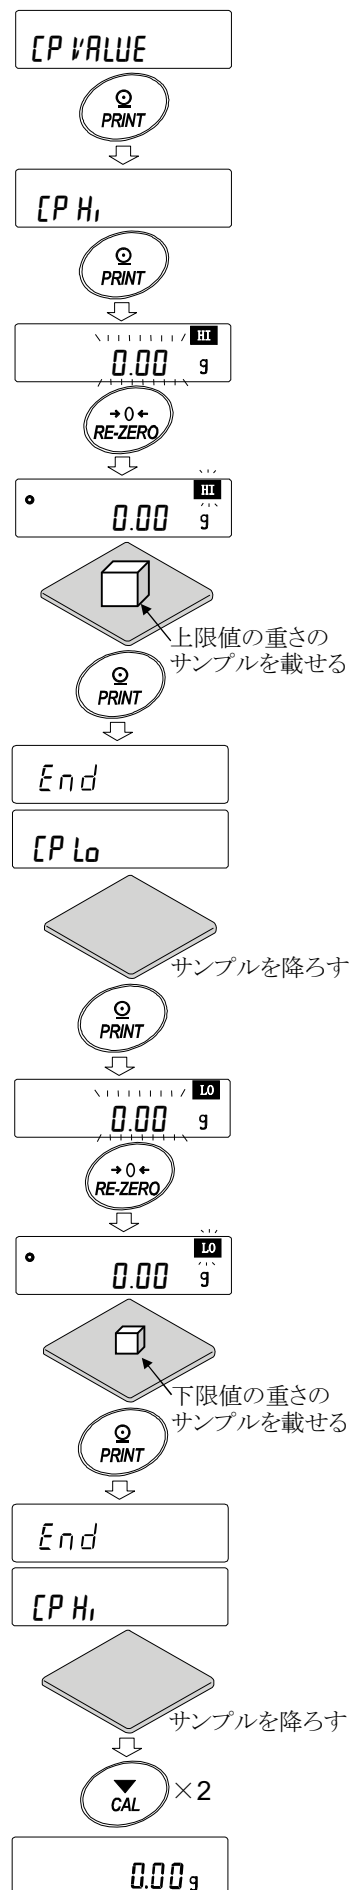 CP VALUE
PRINT
CP Hi
PRINT
HI
0.00 g
→0←
RE-ZERO
HI
0.00 g
上限値の重さの
サンプルを載せる
PRINT
End
CP Lo
サンプルを降ろす
PRINT
LO
0.00 g
→0←
RE-ZERO
LO
0.00 g
下限値の重さの
サンプルを載せる
PRINT
End
CP Hi
サンプルを降ろす
CAL ×2
0.00 g